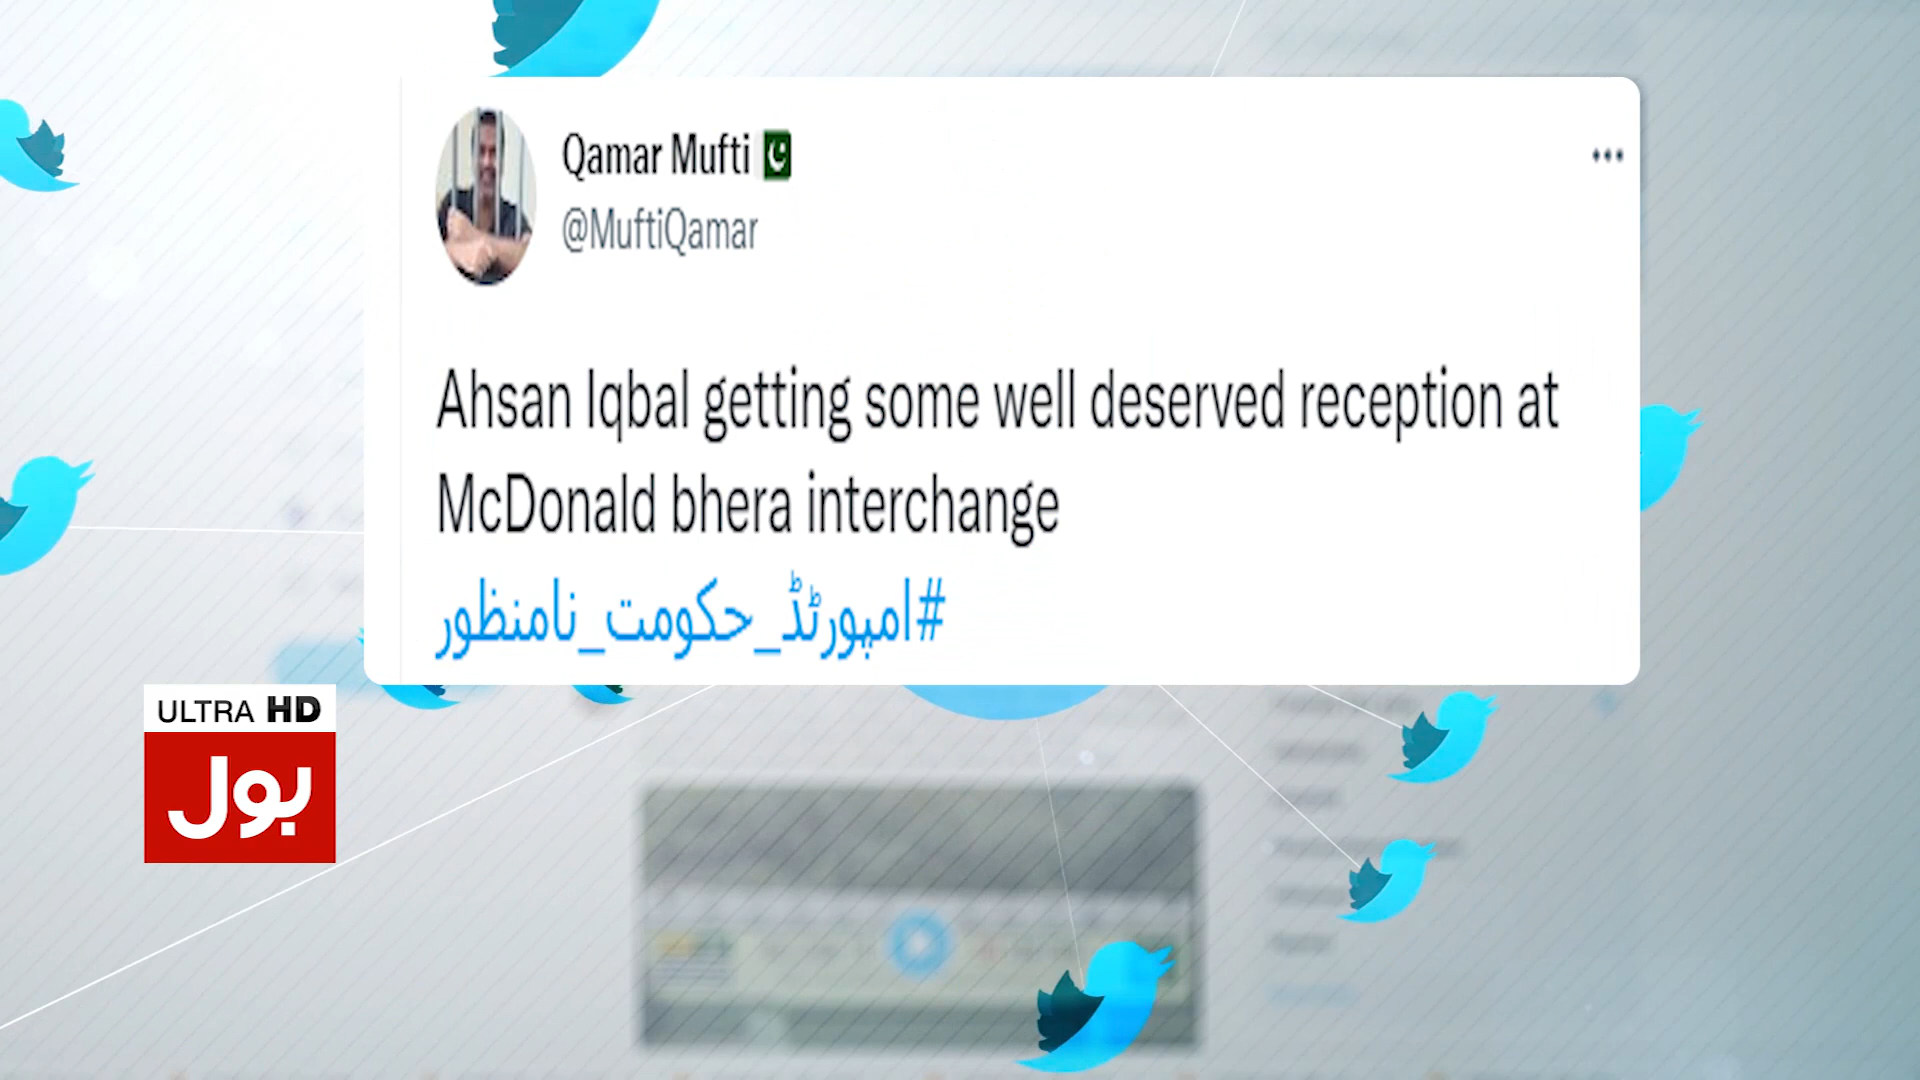 Qamar Mufti
@MuftiQamar
Ahsan Iqbal getting some well deserved reception at
McDonald bhera interchange
#امپورٹڈ_حکومت_نامنظور
ULTRA HD
بول